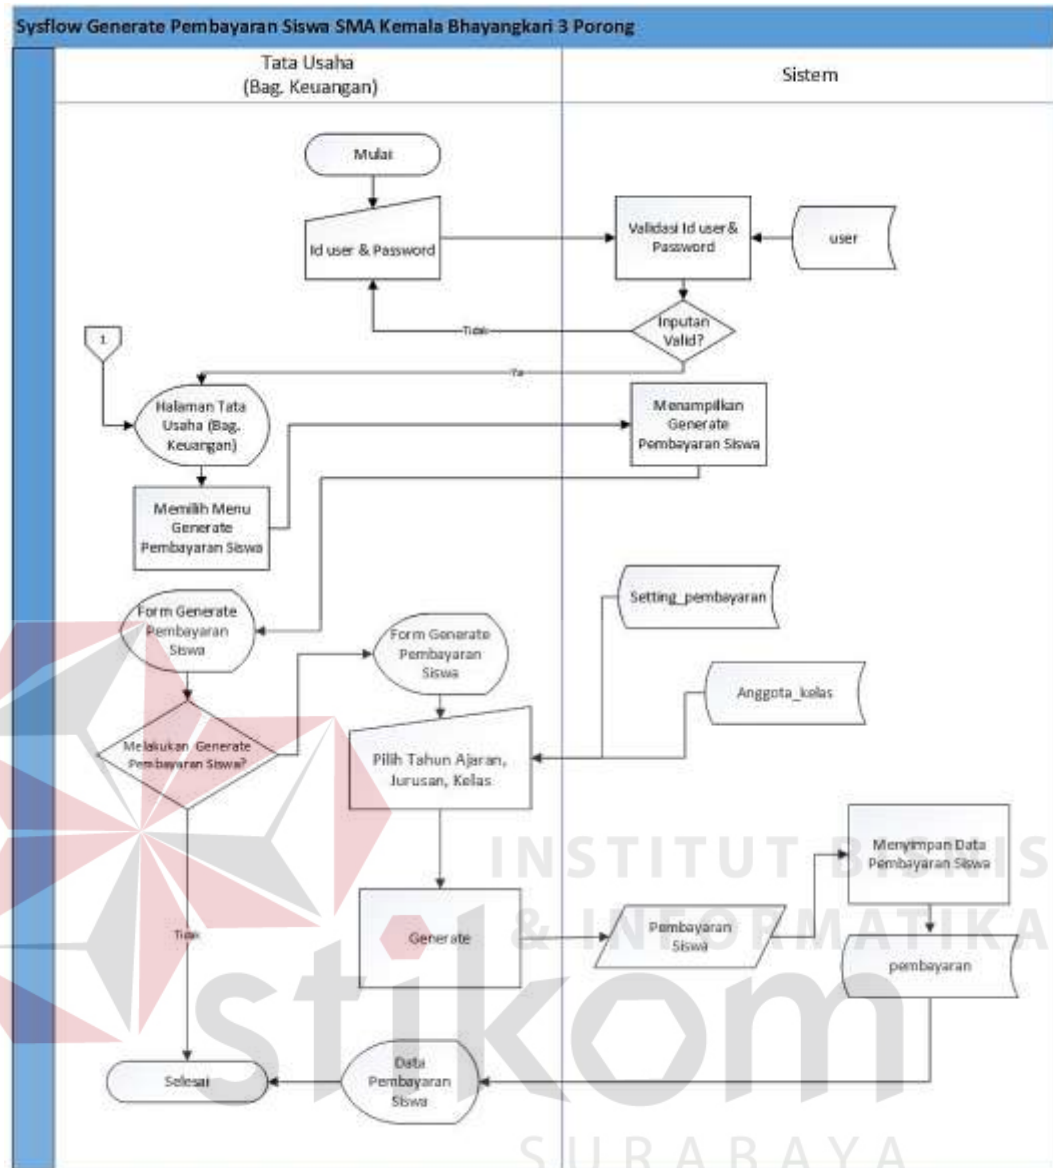 Sysflow Generate Pembayaran Siswa SMA Kemala Bhayangkari 3 Porong
Tata Usaha
(Bag. Keuangan)
Sistem
Mulai
Id user & Password
Validasi Id user&
Password
user
Inputan
Valid?
Tidak
Ya
1
Halaman Tata
Usaha (Bag.
Keuangan)
Menampilkan
Generate
Pembayaran Siswa
Memilih Menu
Generate
Pembayaran Siswa
Form Generate
Pembayaran
Siswa
Form Generate
Pembayaran
Siswa
Setting_pembayaran
Anggota_kelas
Melakukan Generate
Pembayaran Siswa?
Pilih Tahun Ajaran,
Jurusan, Kelas
Menyimpan Data
Pembayaran Siswa
Generate
Pembayaran
Siswa
pembayaran
Tidak
Selesai
Data
Pembayaran
Siswa
INSTITUT BISNIS
& INFORMATIKA
stikom
SURABAYA